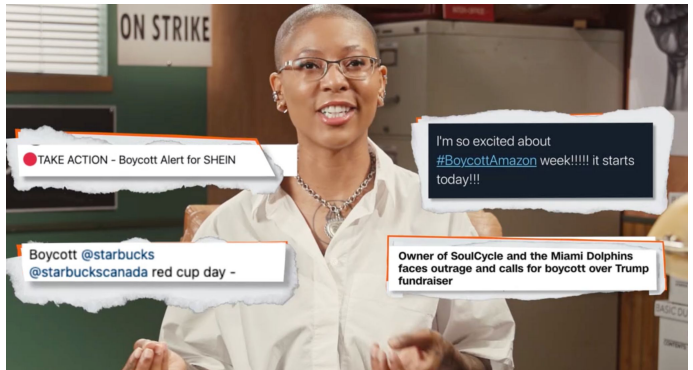 ON STRIKE
TAKE ACTION - Boycott Alert for SHEIN
I'm so excited about
#BoycottAmazon week!!!!! it starts
today!!!
Boycott @starbucks
@starbuckscanada red cup day -
Owner of SoulCycle and the Miami Dolphins
faces outrage and calls for boycott over Trump
fundraiser